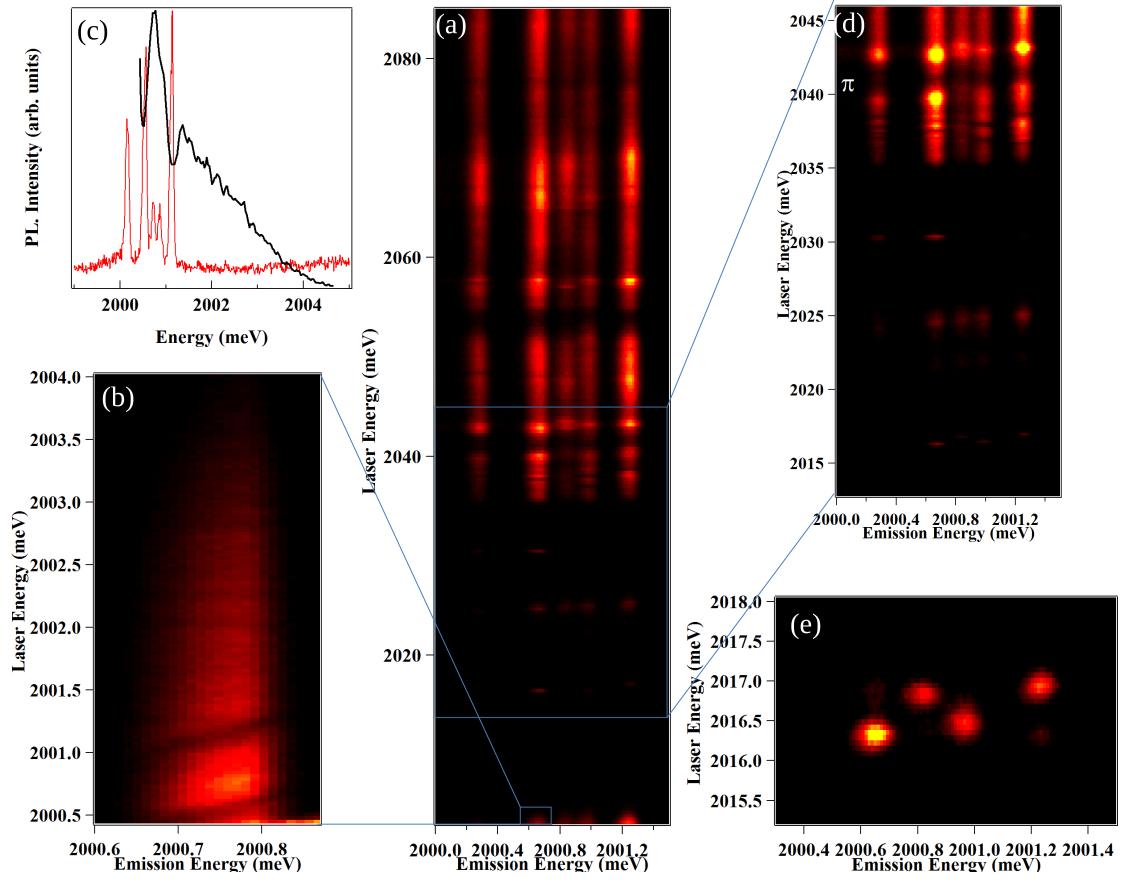 (c)
PL. Intensity (arb. units)
2000
2002
2004
Energy (meV)
(b)
2004.0
2003.5
2003.0
2002.5
2002.0
2001.5
2001.0
2000.5
Laser Energy (meV)
2000.6
2000.7
2000.8
Emission Energy (meV)
(a)
2080
2060
2040
2020
Laser Energy (meV)
2000.0
2000.4
2000.8
2001.2
Emission Energy (meV)
(d)
π
2045
2040
2035
2030
2025
2020
2015
Laser Energy (meV)
2000.0
2000.4
2000.8
2001.2
Emission Energy (meV)
(e)
2018.0
2017.5
2017.0
2016.5
2016.0
2015.5
Laser Energy (meV)
2000.4
2000.6
2000.8
2001.0
2001.2
2001.4
Emission Energy (meV)